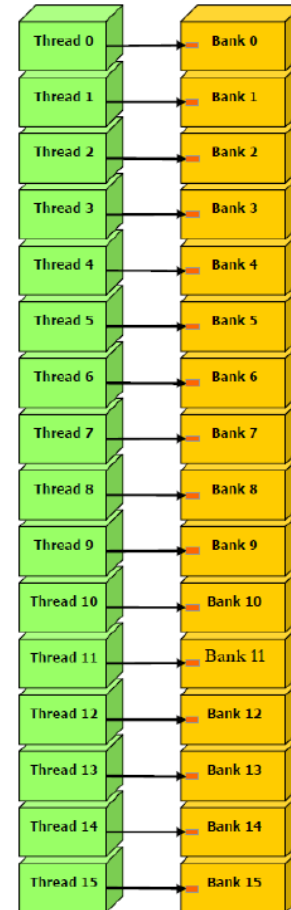 Thread 0 Bank 0
Thread 1 Bank 1
Thread 2 Bank 2
Thread 3 Bank 3
Thread 4 Bank 4
Thread 5 Bank 5
Thread 6 Bank 6
Thread 7 Bank 7
Thread 8 Bank 8
Thread 9 Bank 9
Thread 10 Bank 10
Thread 11 Bank 11
Thread 12 Bank 12
Thread 13 Bank 13
Thread 14 Bank 14
Thread 15 Bank 15